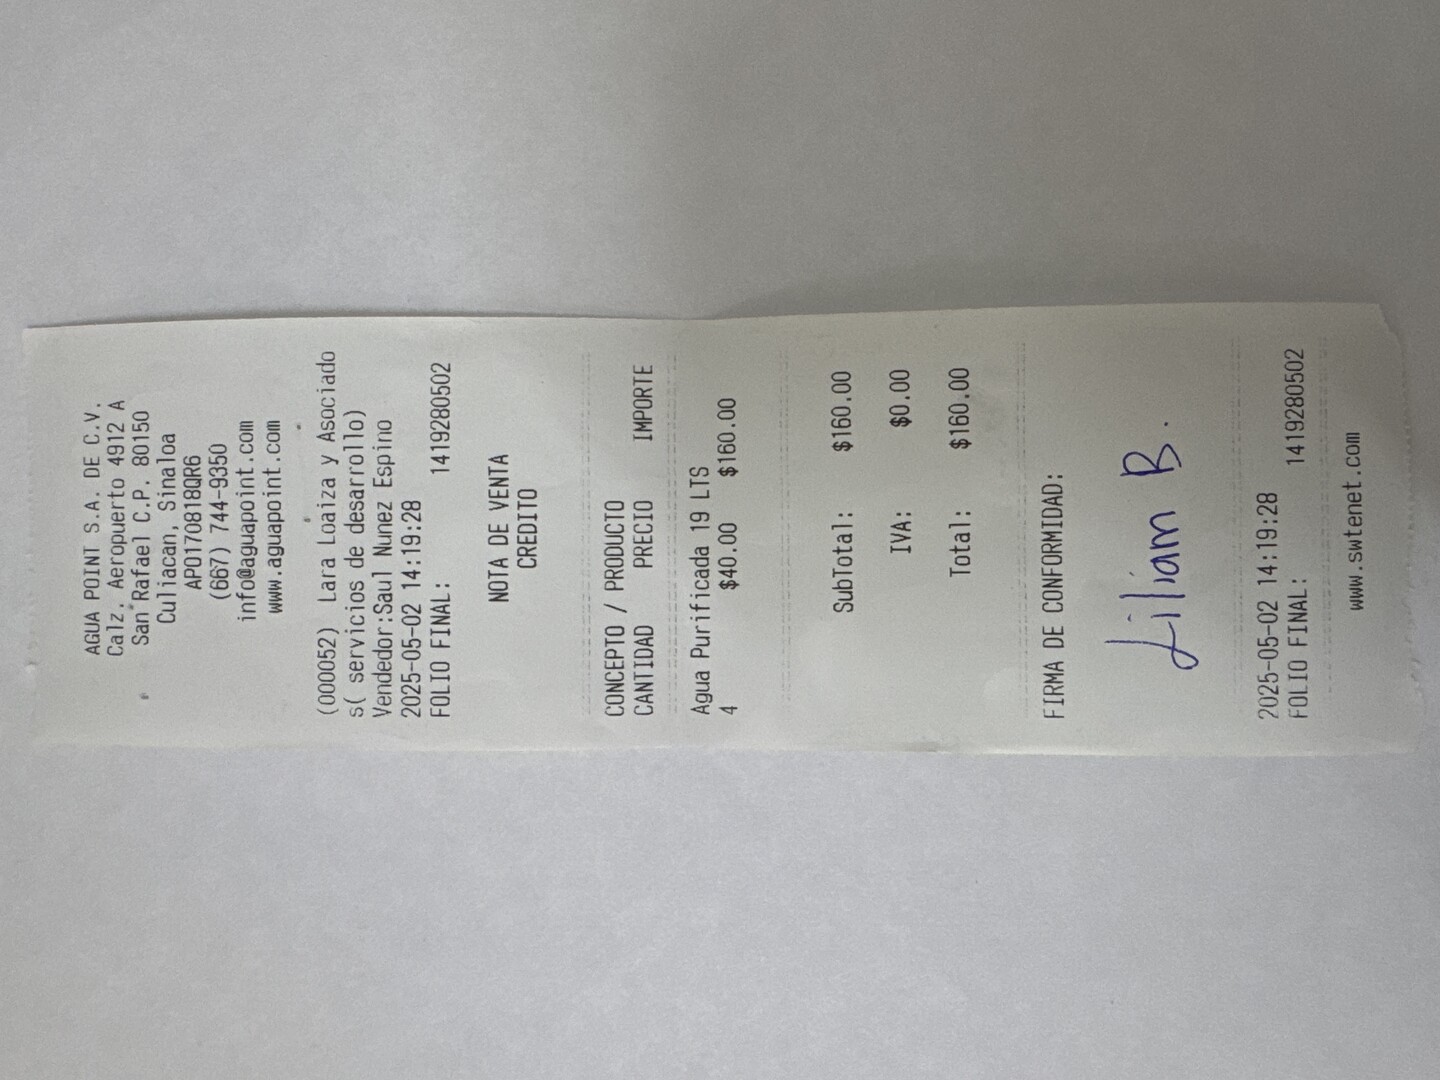 AGUA POINT S.A. DE C.V.
Calz. Aeropuerto 4912 A
San Rafael C.P. 80150
Culiacan, Sinaloa
APO170818QR6
(667) 744-9350
info@aguapoint.com
www.aguapoint.com
(000052) Lara Loaiza y Asociado
s( servicios de desarrollo)
Vendedor:Saul Nunez Espino
2025-05-02 14:19:28
FOLIO FINAL: 1419280502
NOTA DE VENTA
CREDITO
CONCEPTO / PRODUCTO
CANTIDAD PRECIO IMPORTE
Agua Purificada 19 LTS
4 $40.00 $160.00
SubTotal: $160.00
IVA: $0.00
Total: $160.00
FIRMA DE CONFORMIDAD:
Liliam B.
2025-05-02 14:19:28
FOLIO FINAL: 1419280502
www.swtenet.com